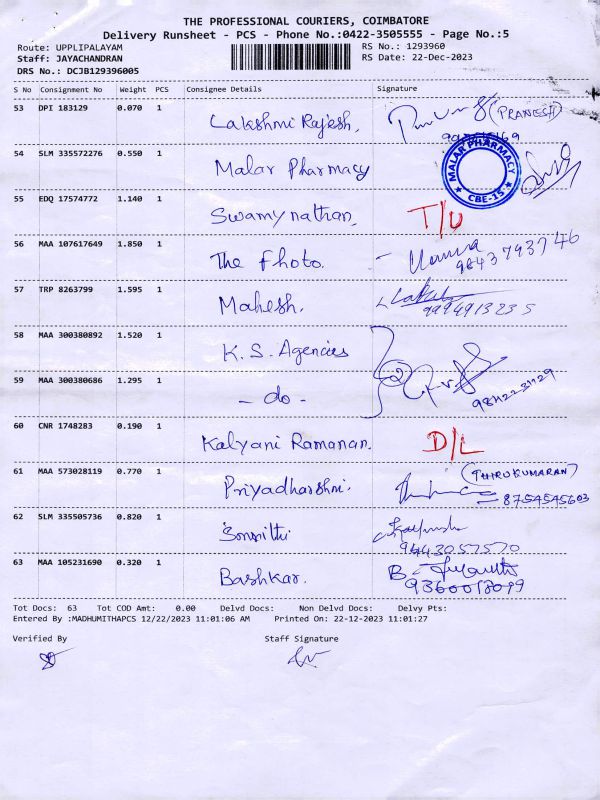 THE PROFESSIONAL COURIERS, COIMBATORE
Delivery Runsheet - PCS - Phone No.:0422-3505555 - Page No.:5
Route: UPPLIPALAYAM RS No.: 1293960
Staff: JAYACHANDRAN RS Date: 22-Dec-2023
DRS No.: DCJB129396005
S No Consignment No Weight PCS Consignee Details Signature
53 DPI 183129 0.070 1 Lakshmi Rajesh. (PRANESH)
54 SLM 335572276 0.550 1 Malar Pharmacy MALAR PHARMACY CBE-15
55 EDQ 17574772 1.140 1 Swamynathan T/U
56 MAA 107617649 1.850 1 The Photo. 9843793746
57 TRP 8263799 1.595 1 Mahesh. 9994913235
58 MAA 300380892 1.520 1 K.S. Agencies
59 MAA 300380686 1.295 1 - do - 2
60 CNR 1748283 0.190 1 Kalyani Ramanan. D/L
61 MAA 573028119 0.770 1 Priyadharshni. (THIRUKUMARAN) 8754545603
62 SLM 335505736 0.820 1 9443057570
63 MAA 105231690 0.320 1 Bashkar.
Tot Docs: 63 Tot COD Amt: 0.00 Delvd Docs: Non Delvd Docs: Delvy Pts:
Entered By :MADHUMITHAPCS 12/22/2023 11:01:06 AM Printed On: 22-12-2023 11:01:27
Verified By Staff Signature